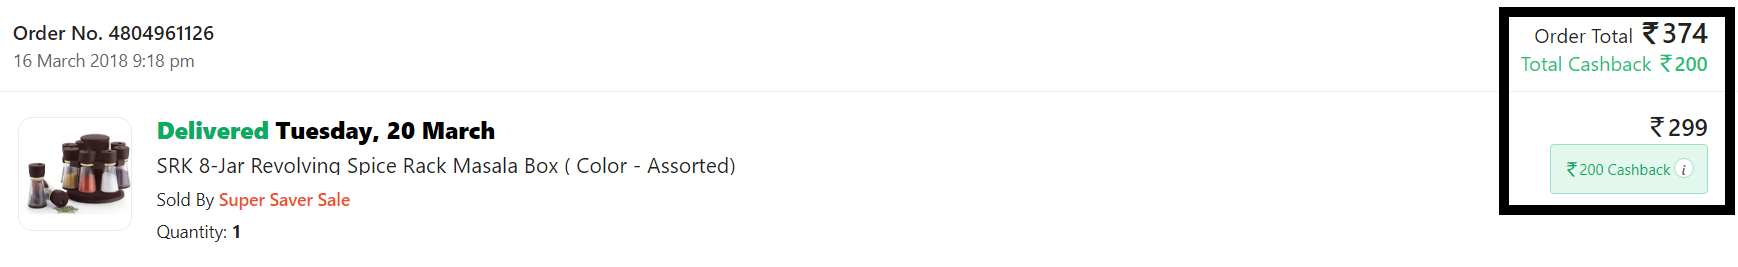 Order No. 4804961126
16 March 2018 9:18 pm
Order Total ₹374
Total Cashback ₹200
Delivered Tuesday, 20 March
SRK 8-Jar Revolving Spice Rack Masala Box ( Color - Assorted)
Sold By Super Saver Sale
Quantity: 1
₹299
₹200 Cashback i